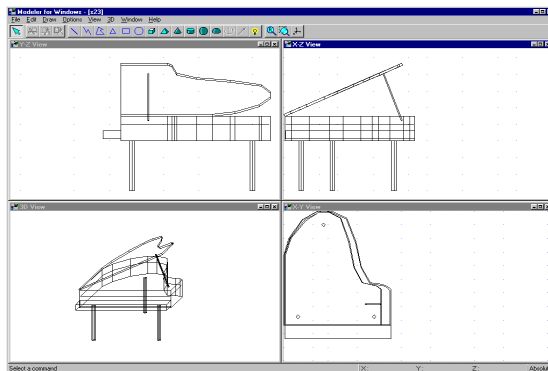 Modeler for Windows - [x23]
File Edit Draw Options View 3D Window Help
Y-Z View
X-Z View
3D View
X-Y View
Select a command X: Y: Z: Absolu